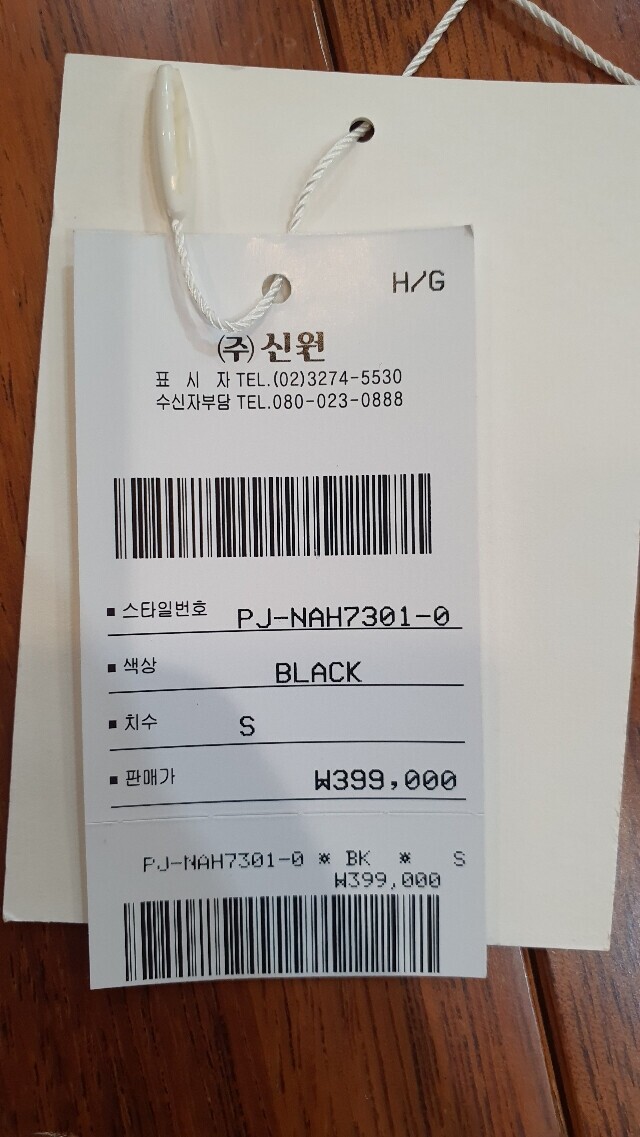 H/G
(주) 신원
표 시 자 TEL.(02)3274-5530
수신자부담 TEL.080-023-0888
■ 스타일번호 PJ-NAH7301-0
■ 색상 BLACK
■ 치수 S
■ 판매가 ₩399,000
PJ-NAH7301-0 * BK * S
₩399,000